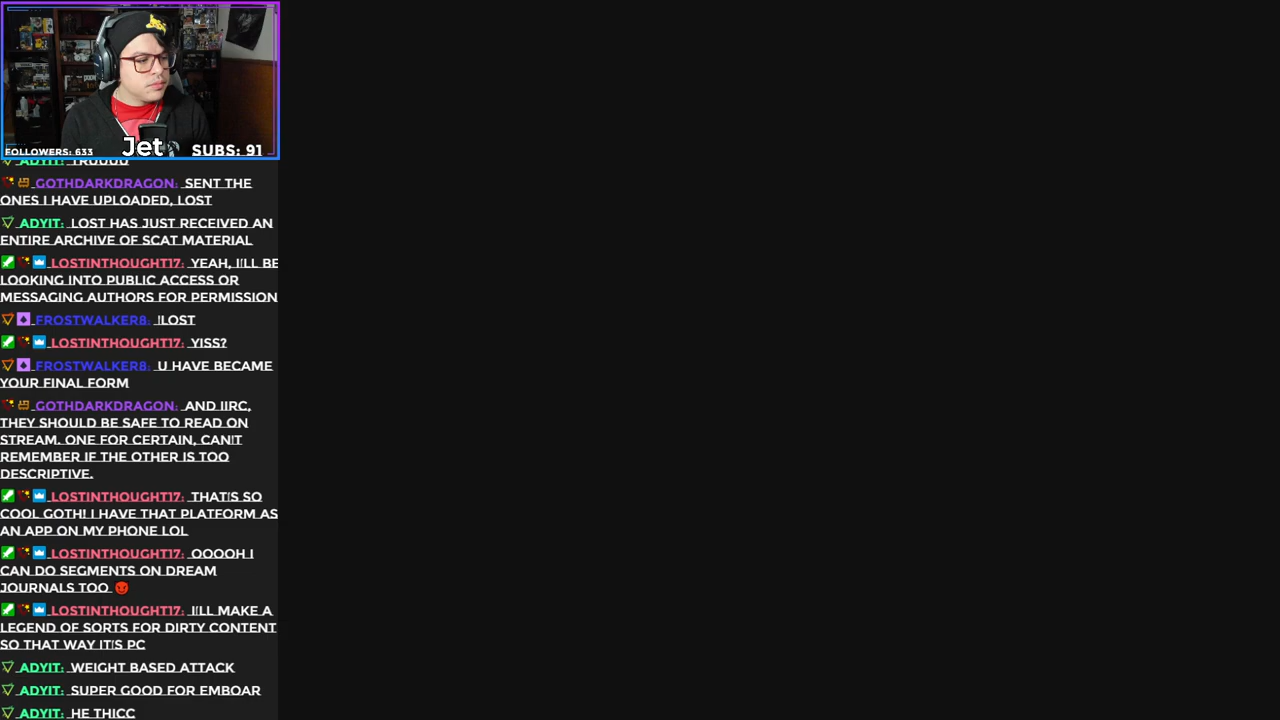 FOLLOWERS: 633
Jet
SUBS: 91
ADYIT: TRUUUU
GOTHDARKDRAGON: SENT THE
ONES I HAVE UPLOADED, LOST
ADYIT: LOST HAS JUST RECEIVED AN
ENTIRE ARCHIVE OF SCAT MATERIAL
LOSTINTHOUGHT17: YEAH, I'LL BE
LOOKING INTO PUBLIC ACCESS OR
MESSAGING AUTHORS FOR PERMISSION
FROSTWALKER8: !LOST
LOSTINTHOUGHT17: YISS?
FROSTWALKER8: U HAVE BECAME
YOUR FINAL FORM
GOTHDARKDRAGON: AND IIRC,
THEY SHOULD BE SAFE TO READ ON
STREAM. ONE FOR CERTAIN, CAN'T
REMEMBER IF THE OTHER IS TOO
DESCRIPTIVE.
LOSTINTHOUGHT17: THAT'S SO
COOL GOTH! I HAVE THAT PLATFORM AS
AN APP ON MY PHONE LOL
LOSTINTHOUGHT17: OOOOH I
CAN DO SEGMENTS ON DREAM
JOURNALS TOO
LOSTINTHOUGHT17: I'LL MAKE A
LEGEND OF SORTS FOR DIRTY CONTENT
SO THAT WAY IT'S PC
ADYIT: WEIGHT BASED ATTACK
ADYIT: SUPER GOOD FOR EMBOAR
ADYIT: HE THICC